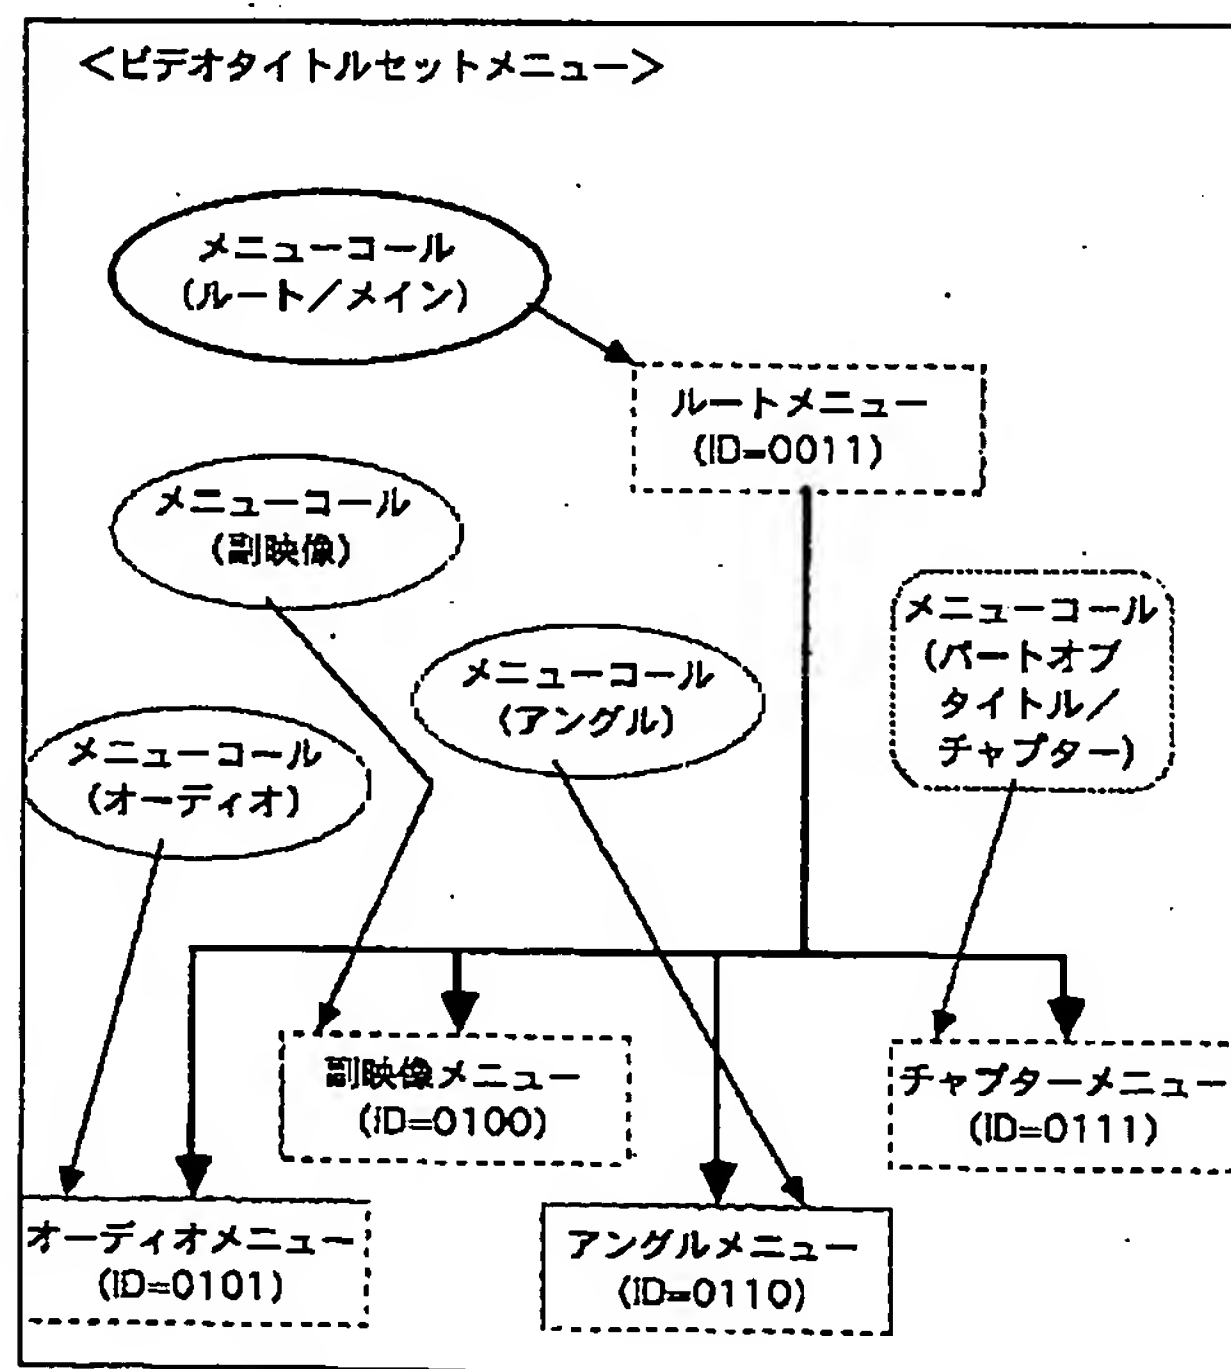 ＜ビデオタイトルセットメニュー＞
メニューコール
(ルート／メイン)
ルートメニュー
(ID=0011)
メニューコール
(副映像)
メニューコール
(アングル)
メニューコール
(パートオブ
タイトル／
チャプター)
メニューコール
(オーディオ)
副映像メニュー
(ID=0100)
チャプターメニュー
(ID=0111)
オーディオメニュー
(ID=0101)
アングルメニュー
(ID=0110)